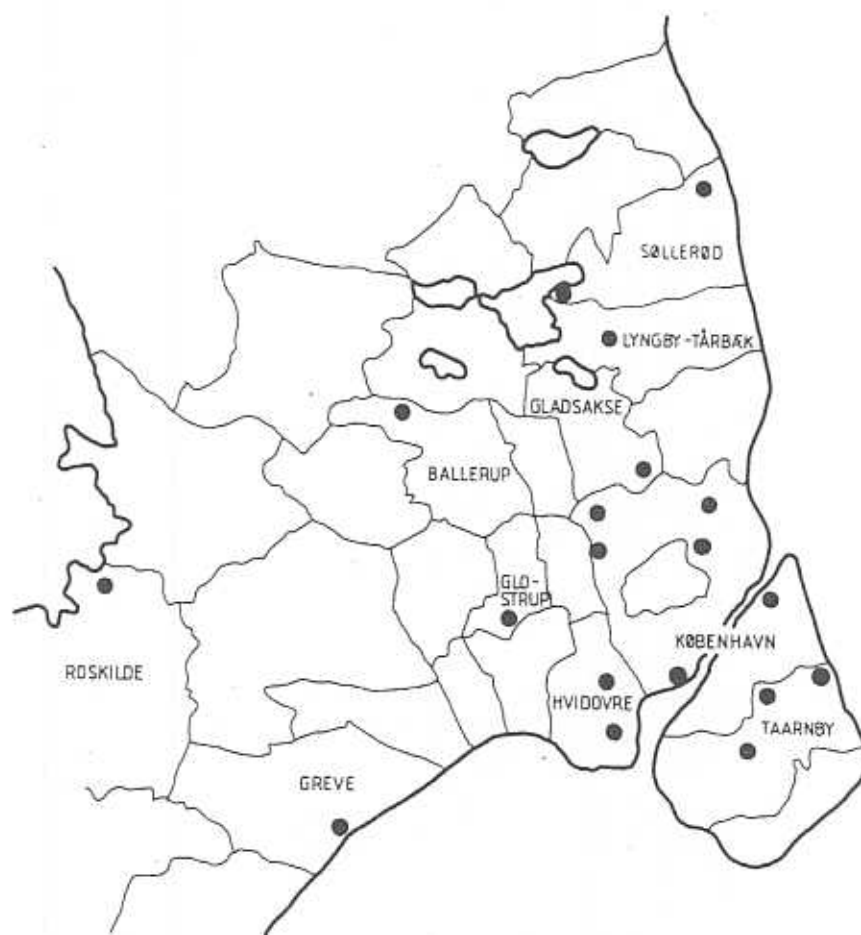 SØLLERØD
LYNGBY-TÅRBÆK
GLADSAKSE
BALLERUP
GLO-
STRUP
KØBENHAVN
ROSKILDE
HVIDOVRE
TAARNBY
GREVE